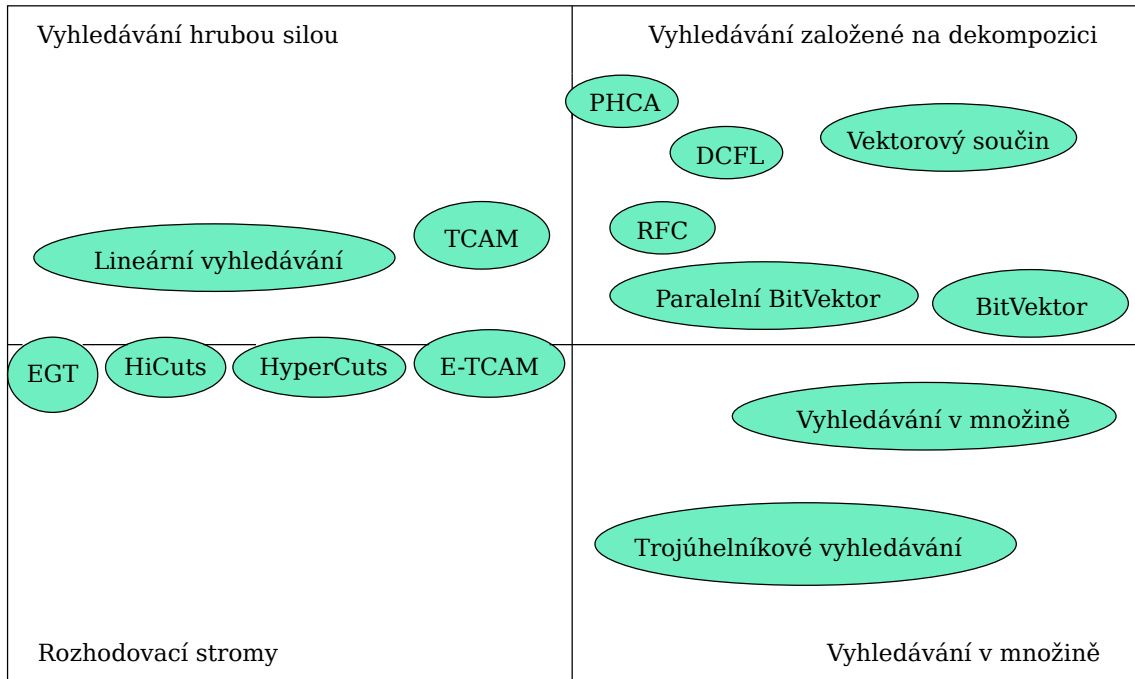 Vyhledávání hrubou silou
Vyhledávání založené na dekompozici
PHCA
DCFL
Vektorový součin
TCAM
RFC
Lineární vyhledávání
Paralelní BitVektor
BitVektor
EGT
HiCuts
HyperCuts
E-TCAM
Vyhledávání v množině
Trojúhelníkové vyhledávání
Rozhodovací stromy
Vyhledávání v množině